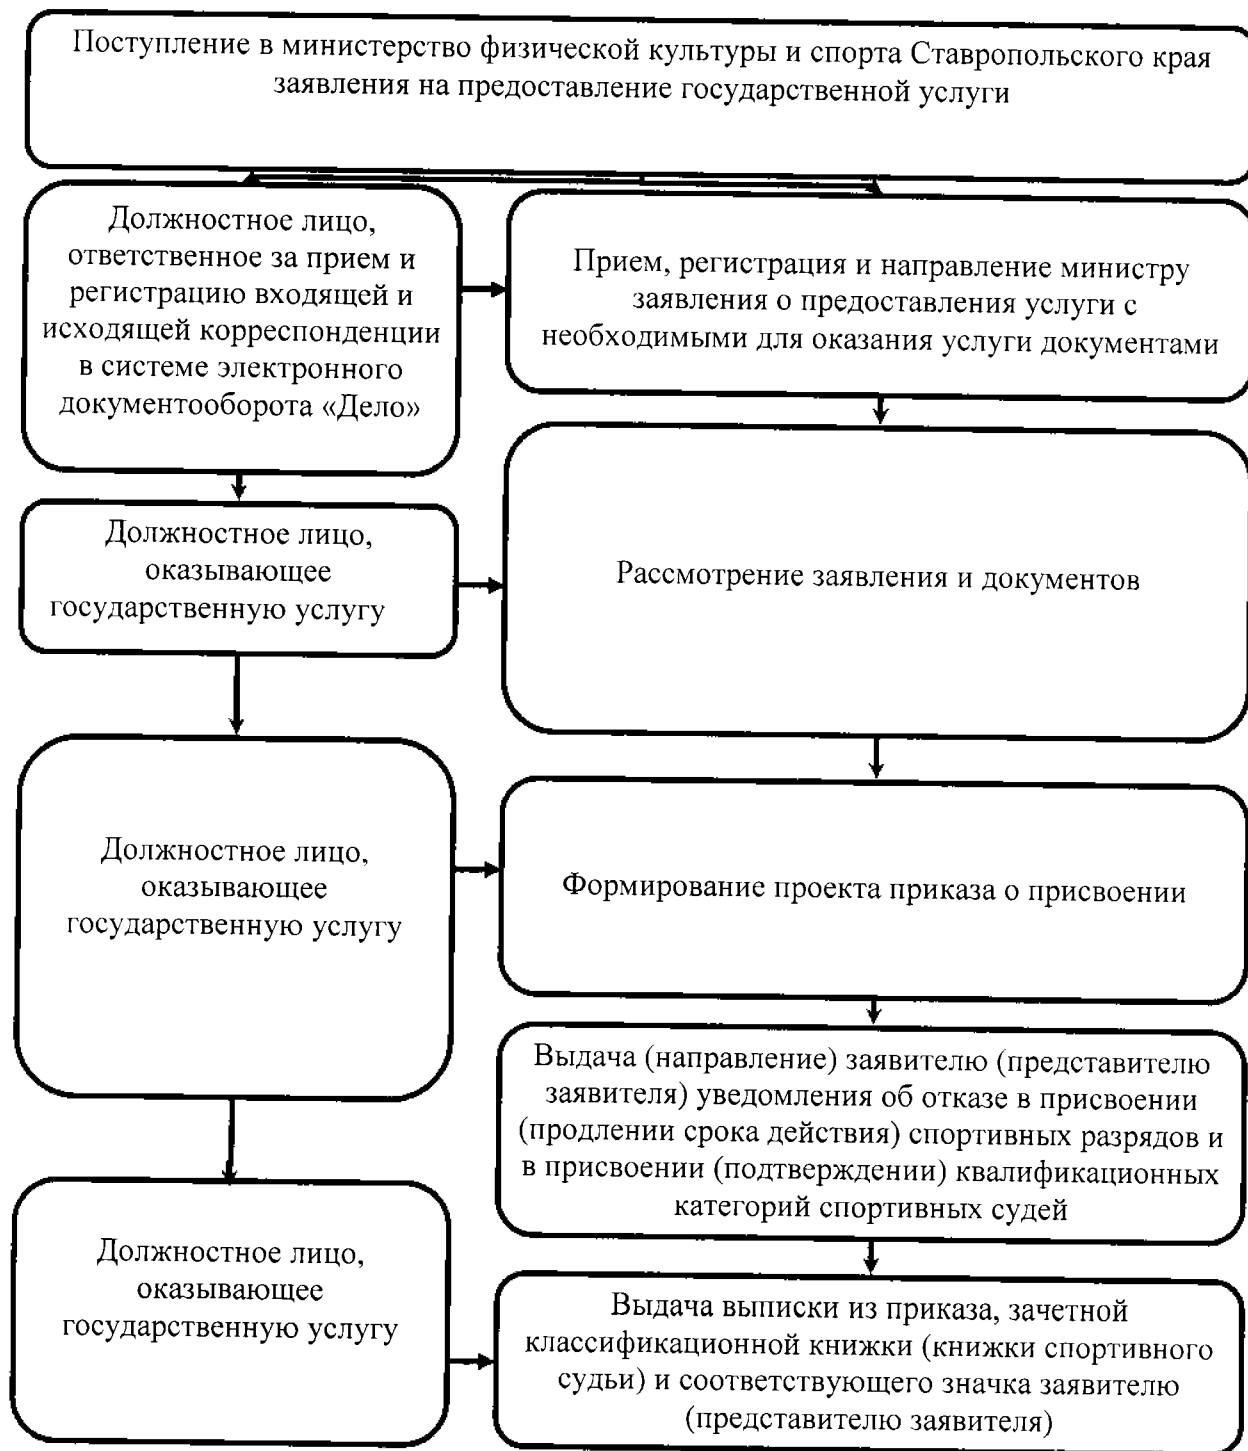 Поступление в министерство физической культуры и спорта Ставропольского края
заявления на предоставление государственной услуги
Должностное лицо,
ответственное за прием и
регистрацию входящей и
исходящей корреспонденции
в системе электронного
документооборота «Дело»
Прием, регистрация и направление министру
заявления о предоставления услуги с
необходимыми для оказания услуги документами
Должностное лицо,
оказывающее
государственную услугу
Рассмотрение заявления и документов
Должностное лицо,
оказывающее
государственную услугу
Формирование проекта приказа о присвоении
Выдача (направление) заявителю (представителю
заявителя) уведомления об отказе в присвоении
(продлении срока действия) спортивных разрядов и
в присвоении (подтверждении) квалификационных
категорий спортивных судей
Должностное лицо,
оказывающее
государственную услугу
Выдача выписки из приказа, зачетной
классификационной книжки (книжки спортивного
судьи) и соответствующего значка заявителю
(представителю заявителя)